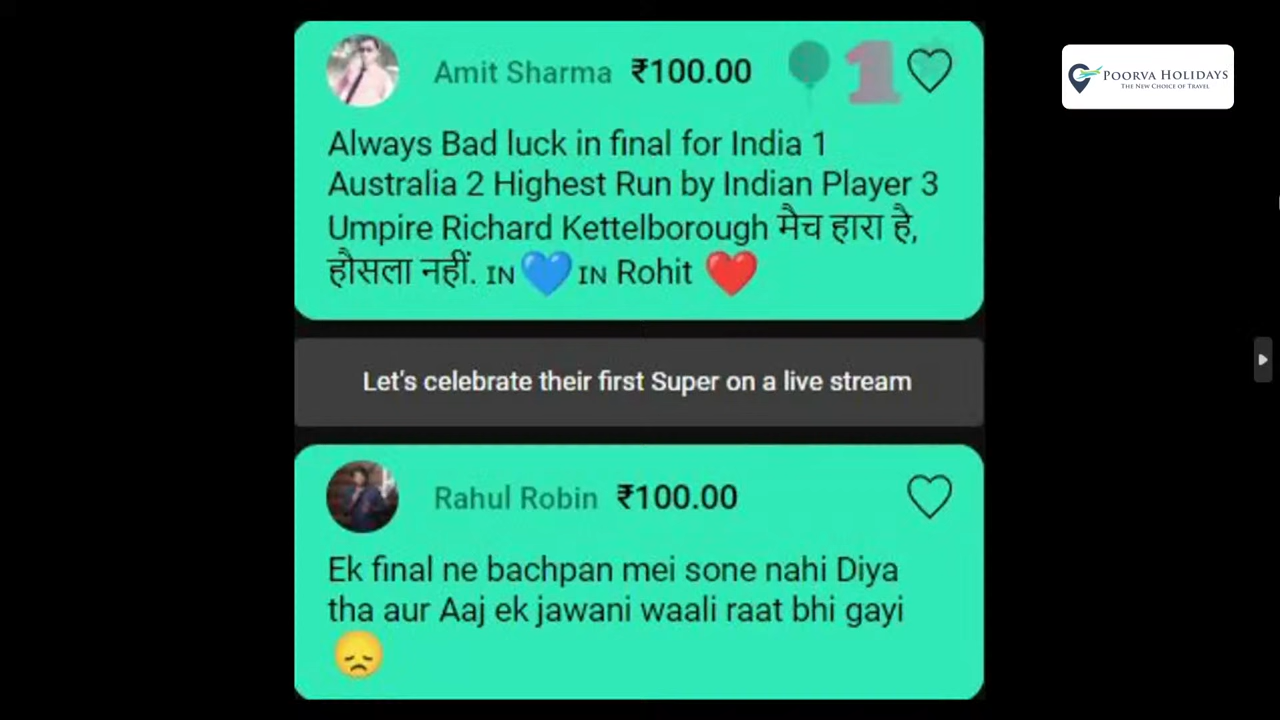 Amit Sharma ₹100.00
1
Always Bad luck in final for India 1
Australia 2 Highest Run by Indian Player 3
Umpire Richard Kettelborough मैच हारा है,
हौसला नहीं. IN💙IN Rohit ❤️
Let's celebrate their first Super on a live stream
Rahul Robin ₹100.00
Ek final ne bachpan mei sone nahi Diya
tha aur Aaj ek jawani waali raat bhi gayi
😞
POORVA HOLIDAYS
THE NEW CHOICE OF TRAVEL